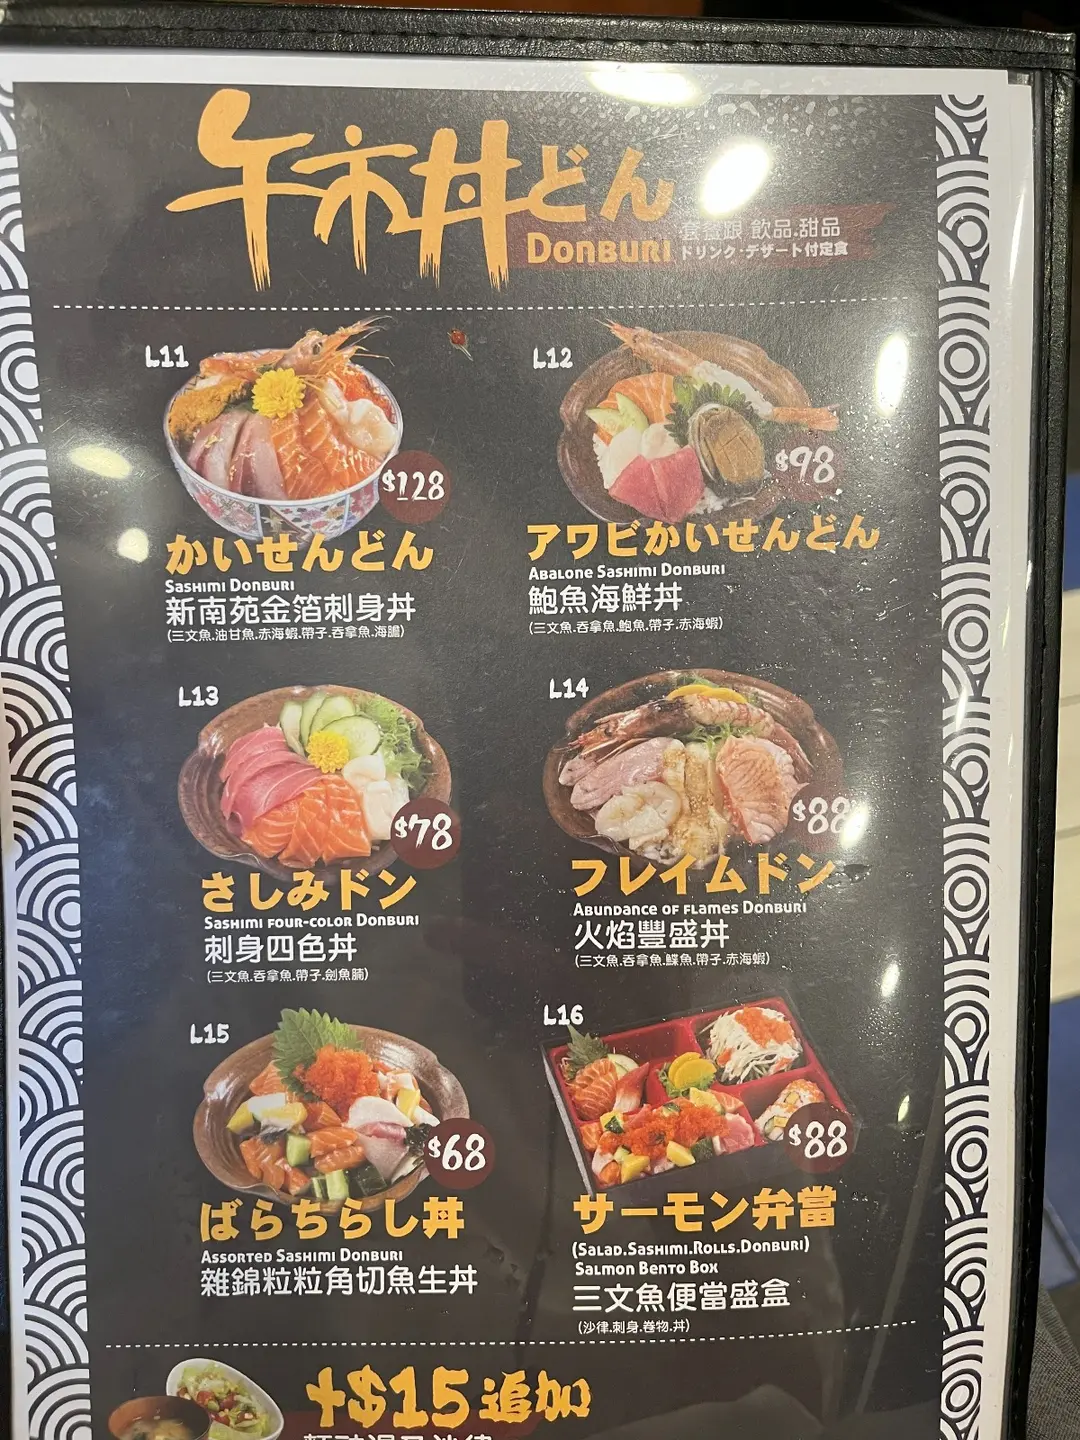 午市丼どん
DONBURI
套餐跟 飲品.甜品
ドリンク・デザート付定食
L11
$128
かいせんどん
SASHIMI DONBURI
新南苑金箔刺身丼
(三文魚.油甘魚.赤海蝦.帶子.吞拿魚.海膽)
L12
$98
アワビかいせんどん
ABALONE SASHIMI DONBURI
鮑魚海鮮丼
(三文魚.吞拿魚.鮑魚.帶子.赤海蝦)
L13
$78
さしみドン
SASHIMI FOUR-COLOR DONBURI
刺身四色丼
(三文魚.吞拿魚.帶子.劍魚腩)
L14
$88
フレイムドン
ABUNDANCE OF FLAMES DONBURI
火焰豐盛丼
(三文魚.吞拿魚.鰈魚.帶子.赤海蝦)
L15
$68
ばらちらし丼
ASSORTED SASHIMI DONBURI
雜錦粒粒角切魚生丼
L16
$88
サーモン弁當
(SALAD.SASHIMI.ROLLS.DONBURI)
SALMON BENTO BOX
三文魚便當盛盒
(沙律.刺身.卷物.丼)
+$15追加